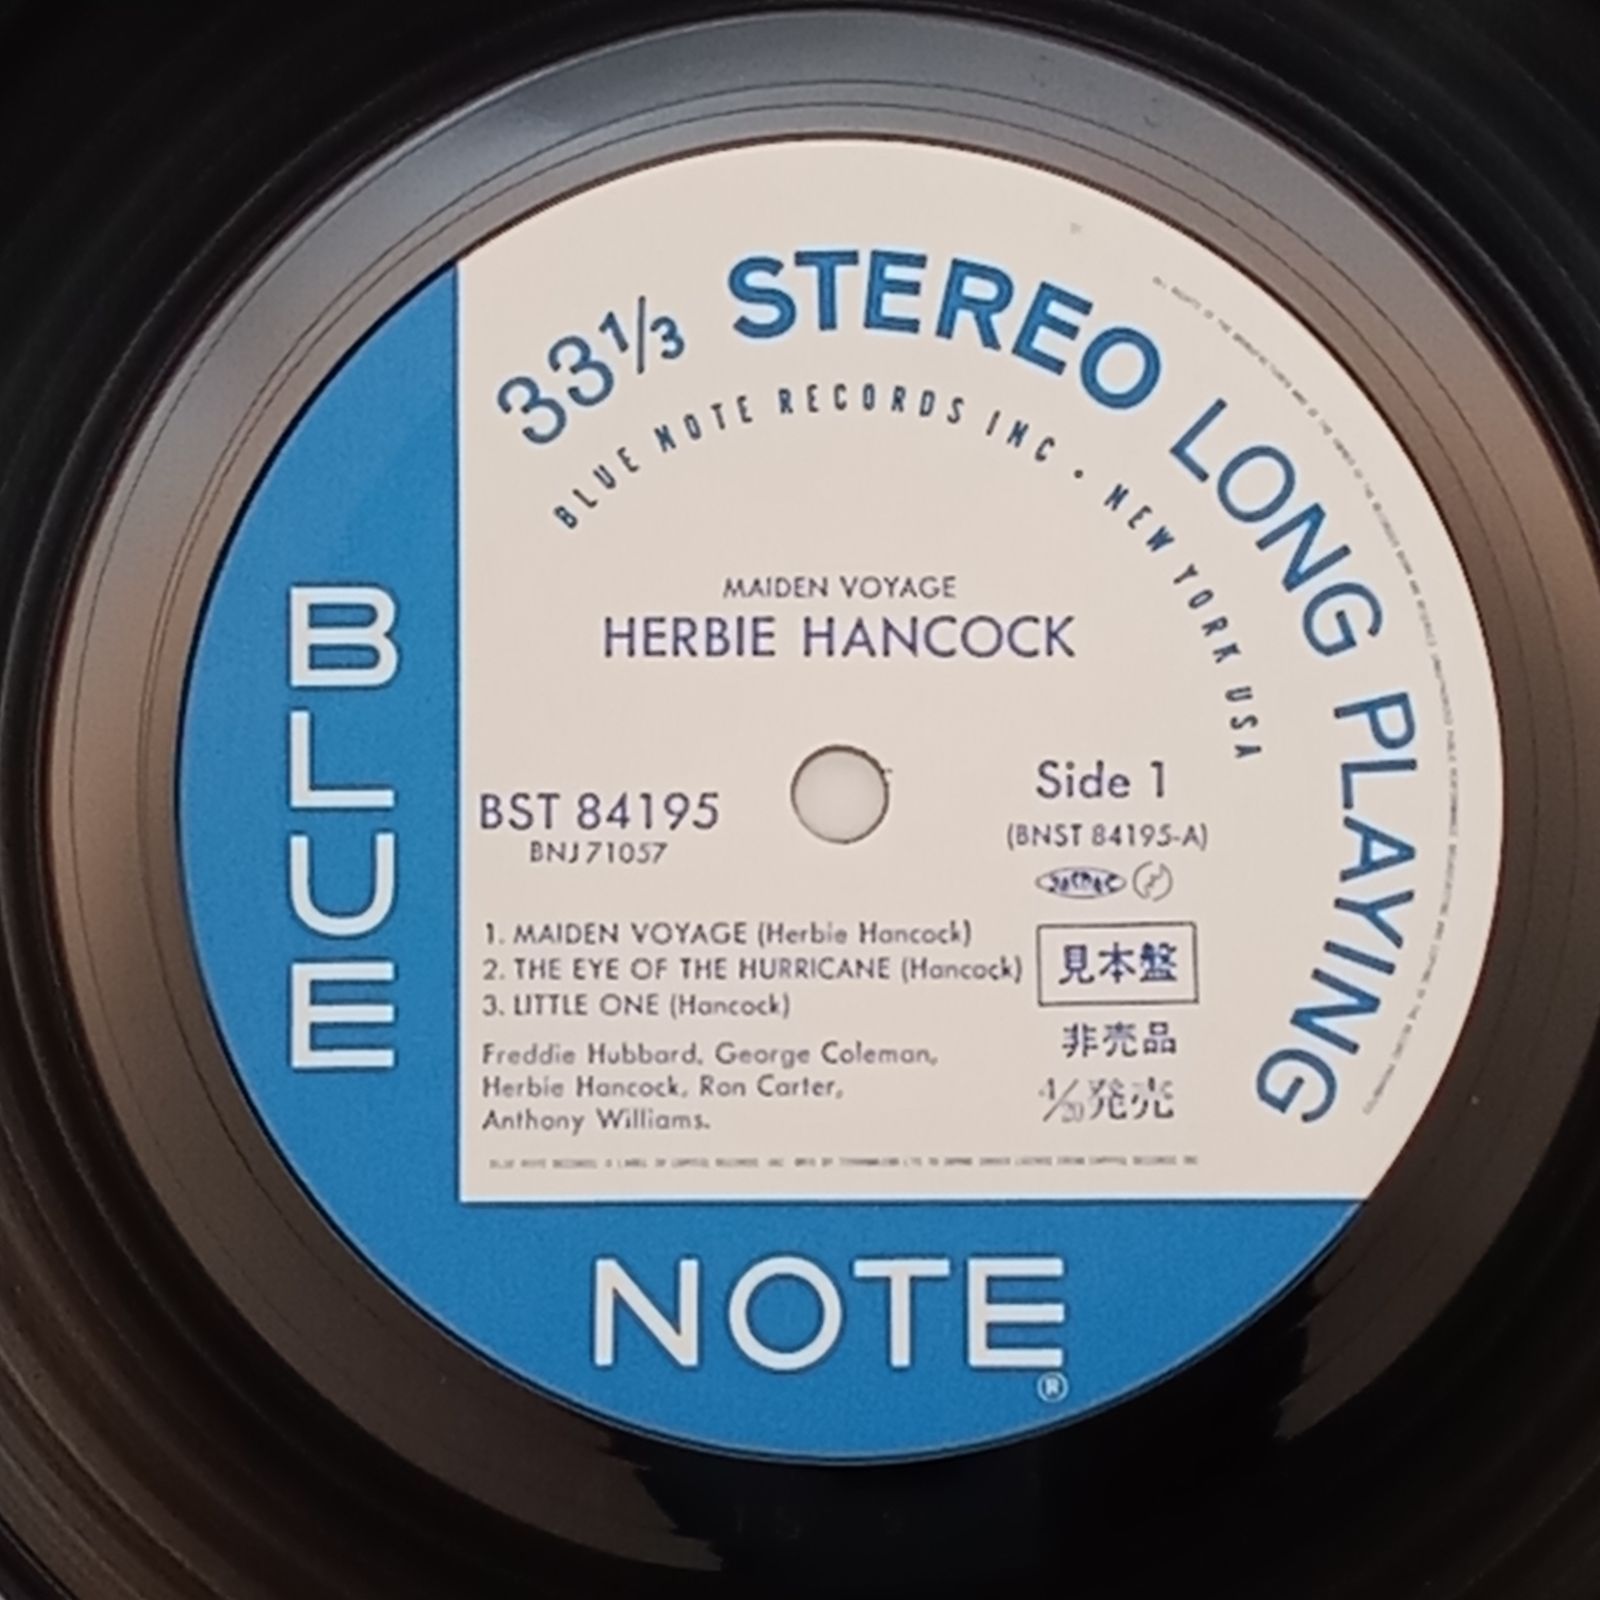 33⅓ STEREO LONG PLAYING
BLUE NOTE RECORDS INC • NEW YORK USA
MAIDEN VOYAGE
HERBIE HANCOCK
BST 84195
BNJ 71057
Side 1
(BNST 84195-A)
1. MAIDEN VOYAGE (Herbie Hancock)
2. THE EYE OF THE HURRICANE (Hancock)
3. LITTLE ONE (Hancock)
Freddie Hubbard, George Coleman,
Herbie Hancock, Ron Carter,
Anthony Williams.
見本盤
非売品
4/20発売
BLUE
NOTE
®